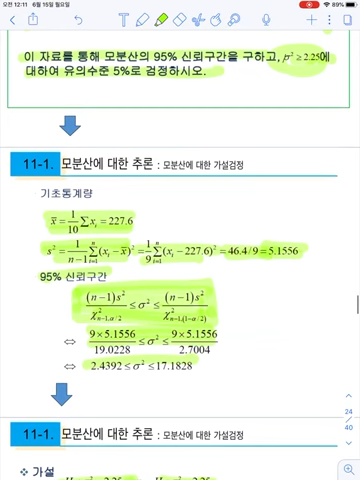 오전 12:11 6월 15일 월요일
89%
이 자료를 통해 모분산의 95% 신뢰구간을 구하고, σ² ≥ 2.25에
대하여 유의수준 5%로 검정하시오.
11-1. 모분산에 대한 추론 : 모분산에 대한 가설검정
기초통계량
x̄ = 1/10 ∑ xᵢ = 227.6
s² = 1/(n−1) ∑ᵢ₌₁ⁿ (xᵢ − x̄)² = 1/9 ∑ᵢ₌₁ⁿ (xᵢ − 227.6)² = 46.4/9 = 5.1556
95% 신뢰구간
(n−1)s²/χ²ₙ₋₁,α/2 ≤ σ² ≤ (n−1)s²/χ²ₙ₋₁,(1−α/2)
⇔ 9×5.1556/19.0228 ≤ σ² ≤ 9×5.1556/2.7004
⇔ 2.4392 ≤ σ² ≤ 17.1828
24
/
40
11-1. 모분산에 대한 추론 : 모분산에 대한 가설검정
❖ 가설